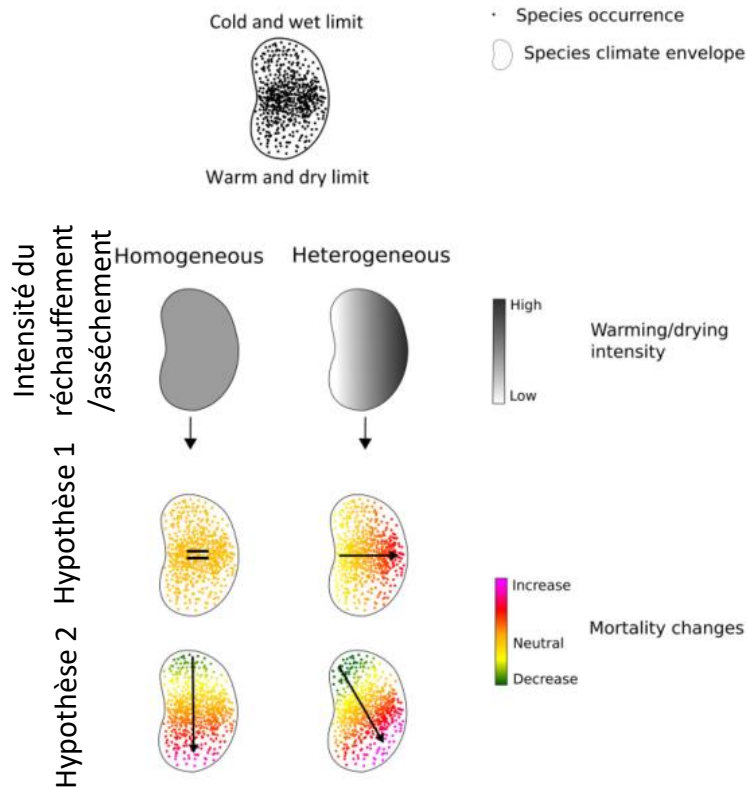 Cold and wet limit
Warm and dry limit
Species occurrence
Species climate envelope
Intensité du
réchauffement
/asséchement
Homogeneous
Heterogeneous
High
Low
Warming/drying
intensity
Hypothèse 1
=
Hypothèse 2
Increase
Neutral
Decrease
Mortality changes